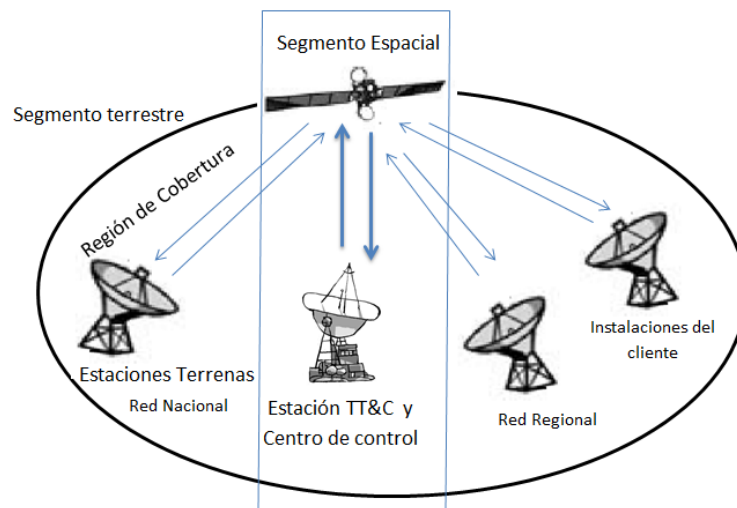 Segmento Espacial
Segmento terrestre
Región de Cobertura
Instalaciones del
cliente
. Estaciones Terrenas
Red Nacional
Estación TT&C y
Centro de control
Red Regional